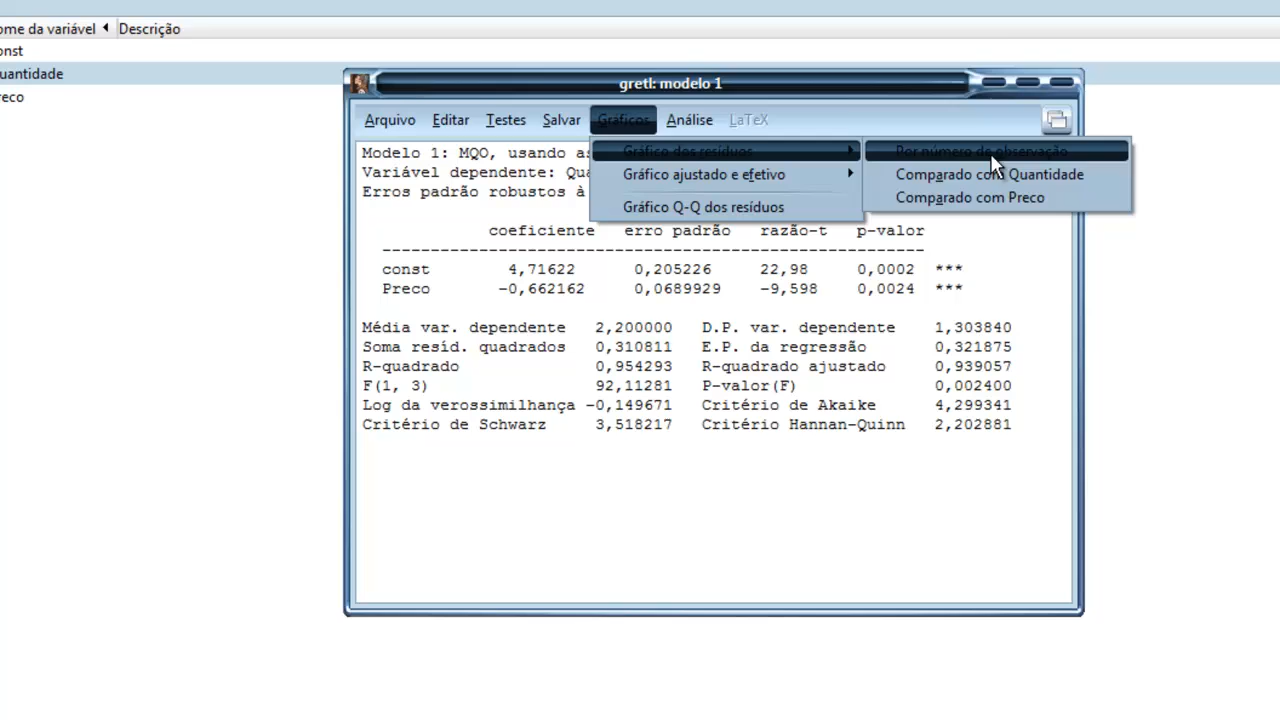 ome da variável Descrição
onst
uantidade
reco
gretl: modelo 1
Arquivo Editar Testes Salvar Gráficos Análise LaTeX
Modelo 1: MQO, usando as
Variável dependente: Qua
Erros padrão robustos à
Gráfico dos resíduos
Gráfico ajustado e efetivo
Gráfico Q-Q dos resíduos
Por número de observação
Comparado com Quantidade
Comparado com Preco
coeficiente erro padrão razão-t p-valor
-----------------------------------------------------------
const 4,71622 0,205226 22,98 0,0002 ***
Preco -0,662162 0,0689929 -9,598 0,0024 ***
Média var. dependente 2,200000 D.P. var. dependente 1,303840
Soma resíd. quadrados 0,310811 E.P. da regressão 0,321875
R-quadrado 0,954293 R-quadrado ajustado 0,939057
F(1, 3) 92,11281 P-valor(F) 0,002400
Log da verossimilhança -0,149671 Critério de Akaike 4,299341
Critério de Schwarz 3,518217 Critério Hannan-Quinn 2,202881